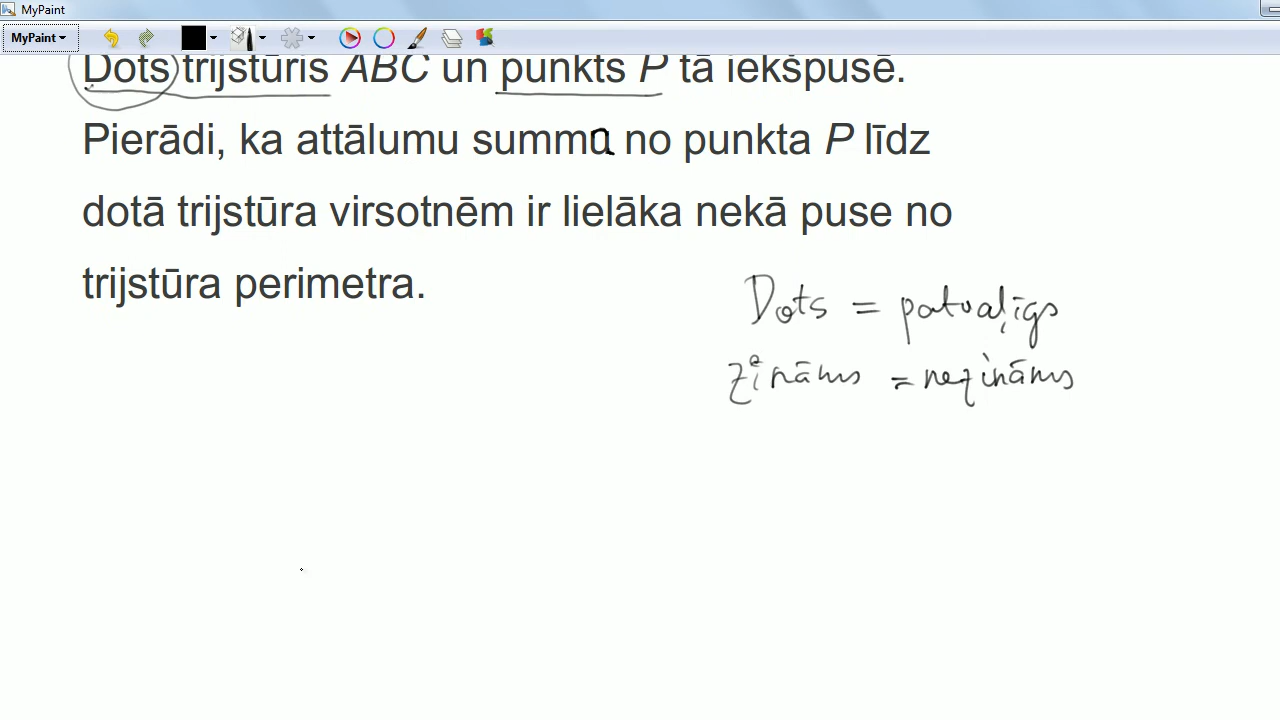 MyPaint
MyPaint
Dots trijstūris ABC un punkts P tā iekšpusē.
Pierādi, ka attālumu summa no punkta P līdz
dotā trijstūra virsotnēm ir lielāka nekā puse no
trijstūra perimetra.
Dots = patvaļīgs
zināms = nezināms